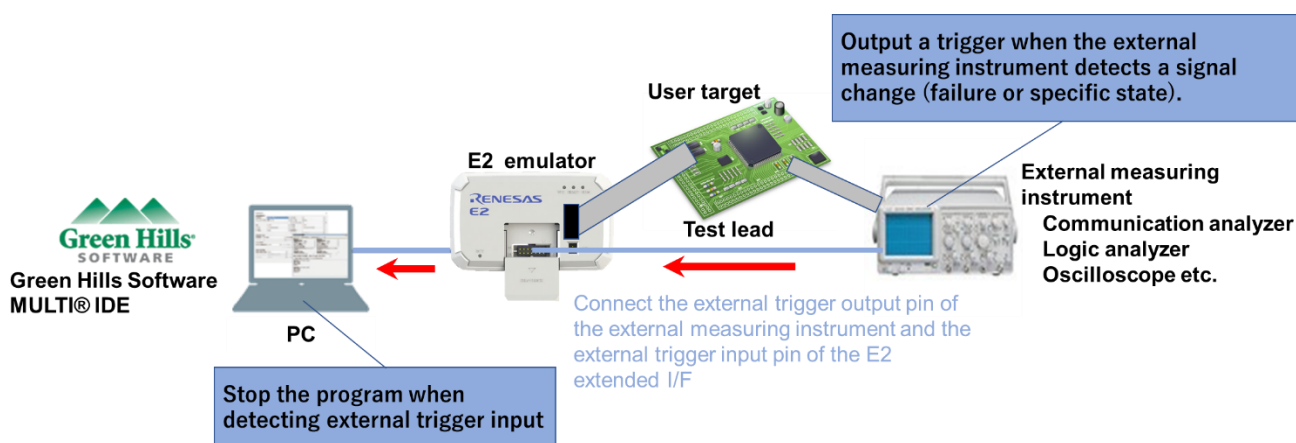 Output a trigger when the external
measuring instrument detects a signal
change (failure or specific state).
User target
E2 emulator
RENESAS
E2
External measuring
instrument
Communication analyzer
Logic analyzer
Oscilloscope etc.
Test lead
Green Hills®
SOFTWARE
Green Hills Software
MULTI® IDE
PC
Connect the external trigger output pin of
the external measuring instrument and the
external trigger input pin of the E2
extended I/F
Stop the program when
detecting external trigger input